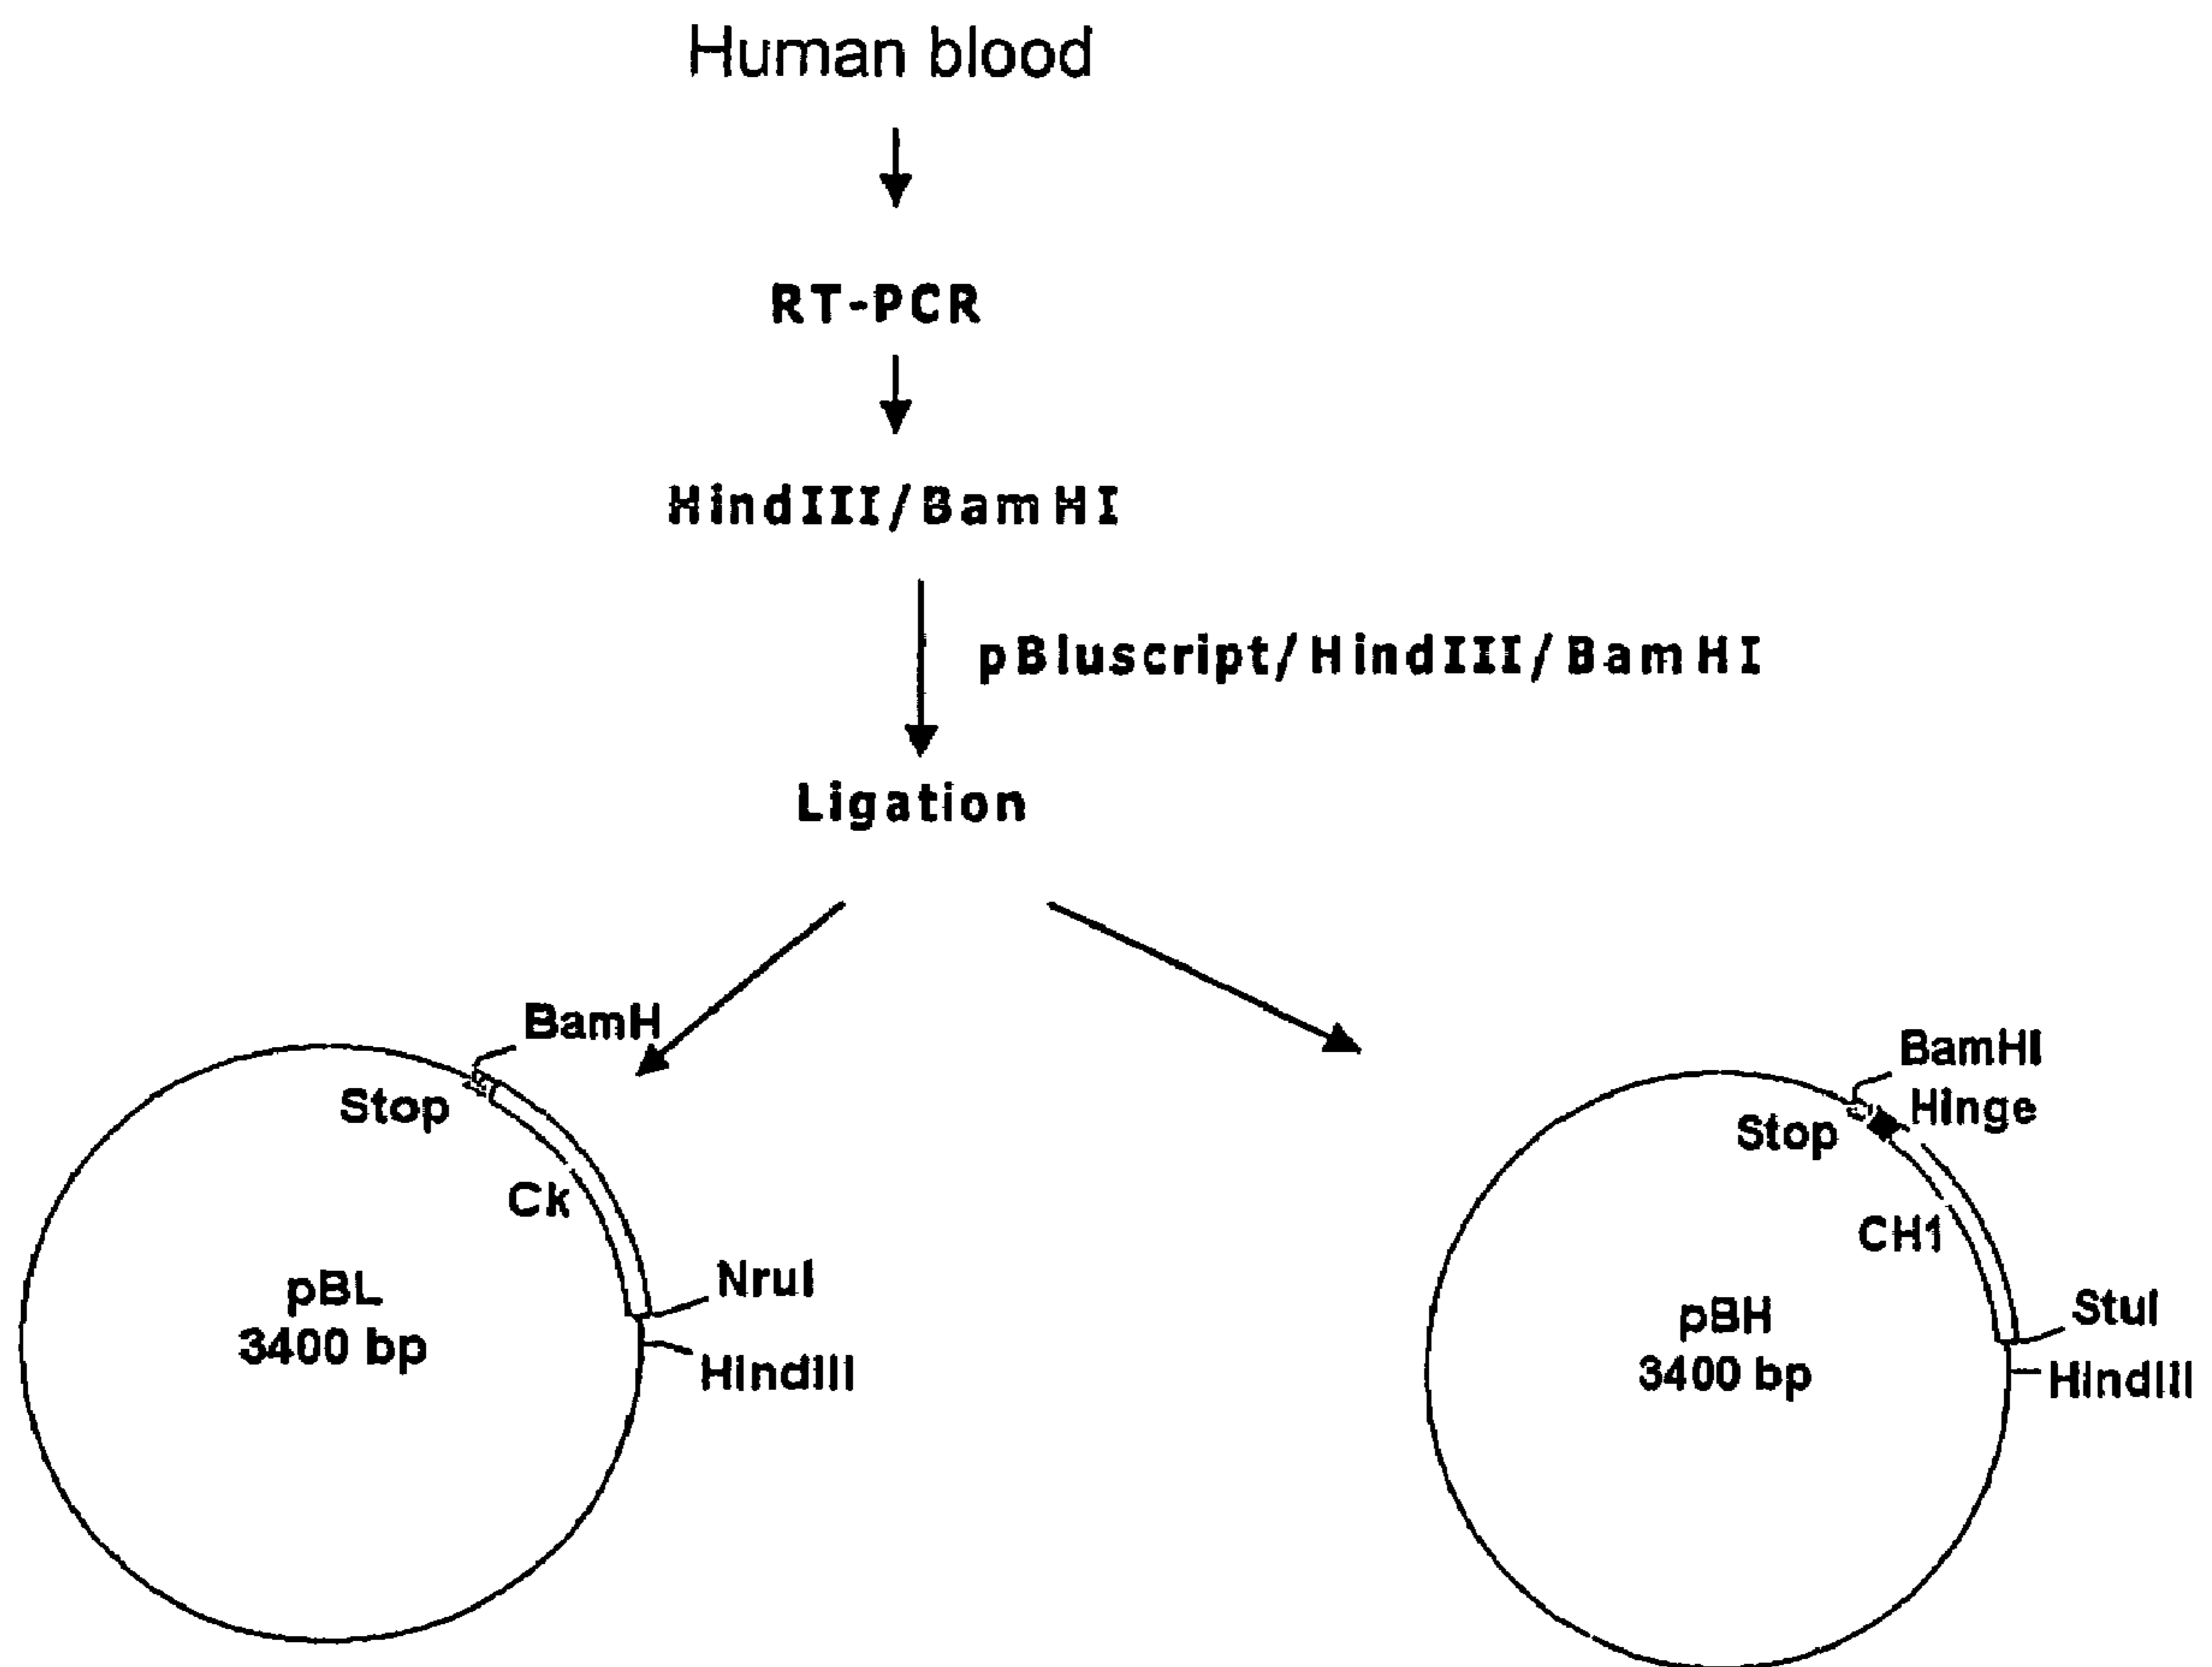 Human blood
RT-PCR
HindIII/BamHI
pBluscript/HindIII/BamHI
Ligation
BamH
Stop
Ck
NruI
pBL
3400 bp
HindIII
BamHI
Hinge
Stop
CH1
StuI
pBH
3400 bp
HindIII